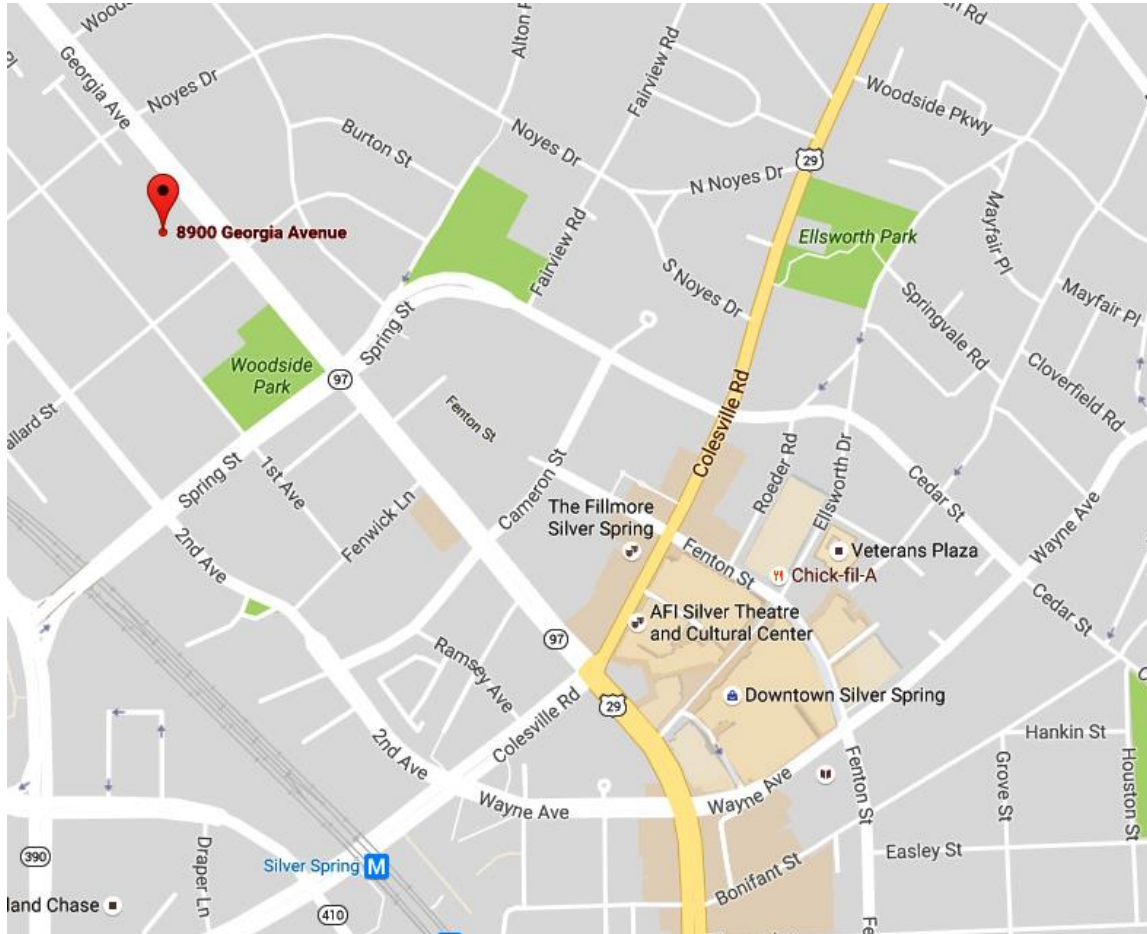 Alton P
en Rd
Woods
Georgia Ave
Pl
Noyes Dr
Fairview Rd
Woodside Pkwy
Burton St
Noyes Dr
29
N Noyes Dr
Mayfair Pl
8900 Georgia Avenue
Fairview Rd
Ellsworth Park
S Noyes Dr
Springvale Rd
Mayfair Pl
Spring St
Woodside
Park
97
Cloverfield Rd
Colesville Rd
Fenton St
allard St
Spring St
1st Ave
Cameron St
Roeder Rd
Ellsworth Dr
Cedar St
Wayne Ave
Fenwick Ln
The Fillmore
Silver Spring
2nd Ave
Fenton St
Veterans Plaza
Chick-fil-A
Cedar St
AFI Silver Theatre
and Cultural Center
97
Ramsey Ave
Colesville Rd
29
Downtown Silver Spring
C
2nd Ave
Hankin St
Wayne Ave
Wayne Ave
Fenton St
Grove St
Houston St
390
Draper Ln
Silver Spring M
Easley St
Bonifant St
land Chase
410
Fe